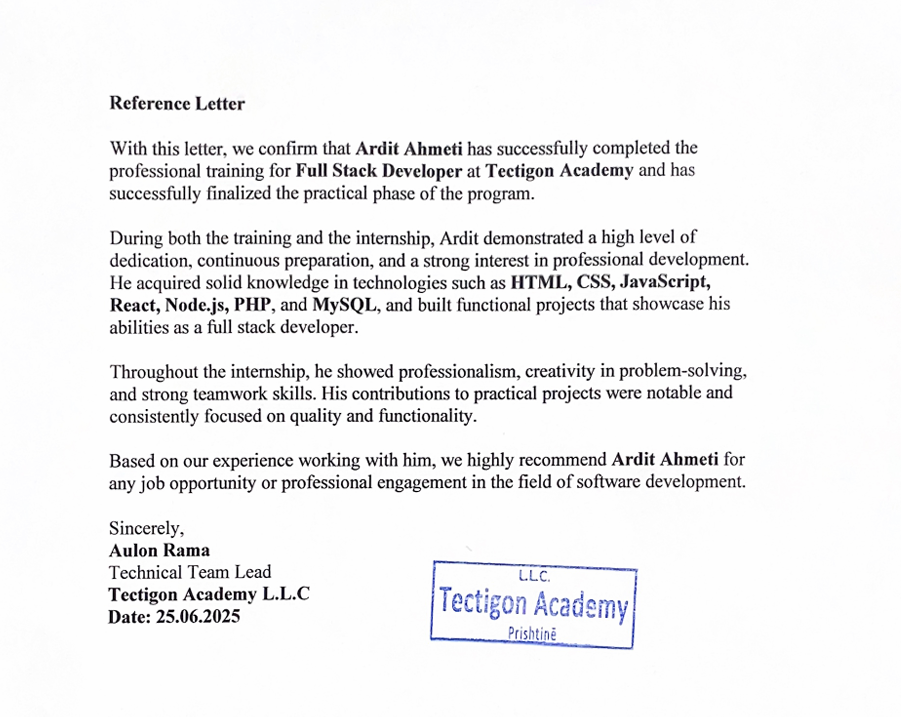 Reference Letter
With this letter, we confirm that Ardit Ahmeti has successfully completed the
professional training for Full Stack Developer at Tectigon Academy and has
successfully finalized the practical phase of the program.
During both the training and the internship, Ardit demonstrated a high level of
dedication, continuous preparation, and a strong interest in professional development.
He acquired solid knowledge in technologies such as HTML, CSS, JavaScript,
React, Node.js, PHP, and MySQL, and built functional projects that showcase his
abilities as a full stack developer.
Throughout the internship, he showed professionalism, creativity in problem-solving,
and strong teamwork skills. His contributions to practical projects were notable and
consistently focused on quality and functionality.
Based on our experience working with him, we highly recommend Ardit Ahmeti for
any job opportunity or professional engagement in the field of software development.
Sincerely,
Aulon Rama
Technical Team Lead
Tectigon Academy L.L.C
Date: 25.06.2025
L.L.C.
Tectigon Academy
Prishtinë